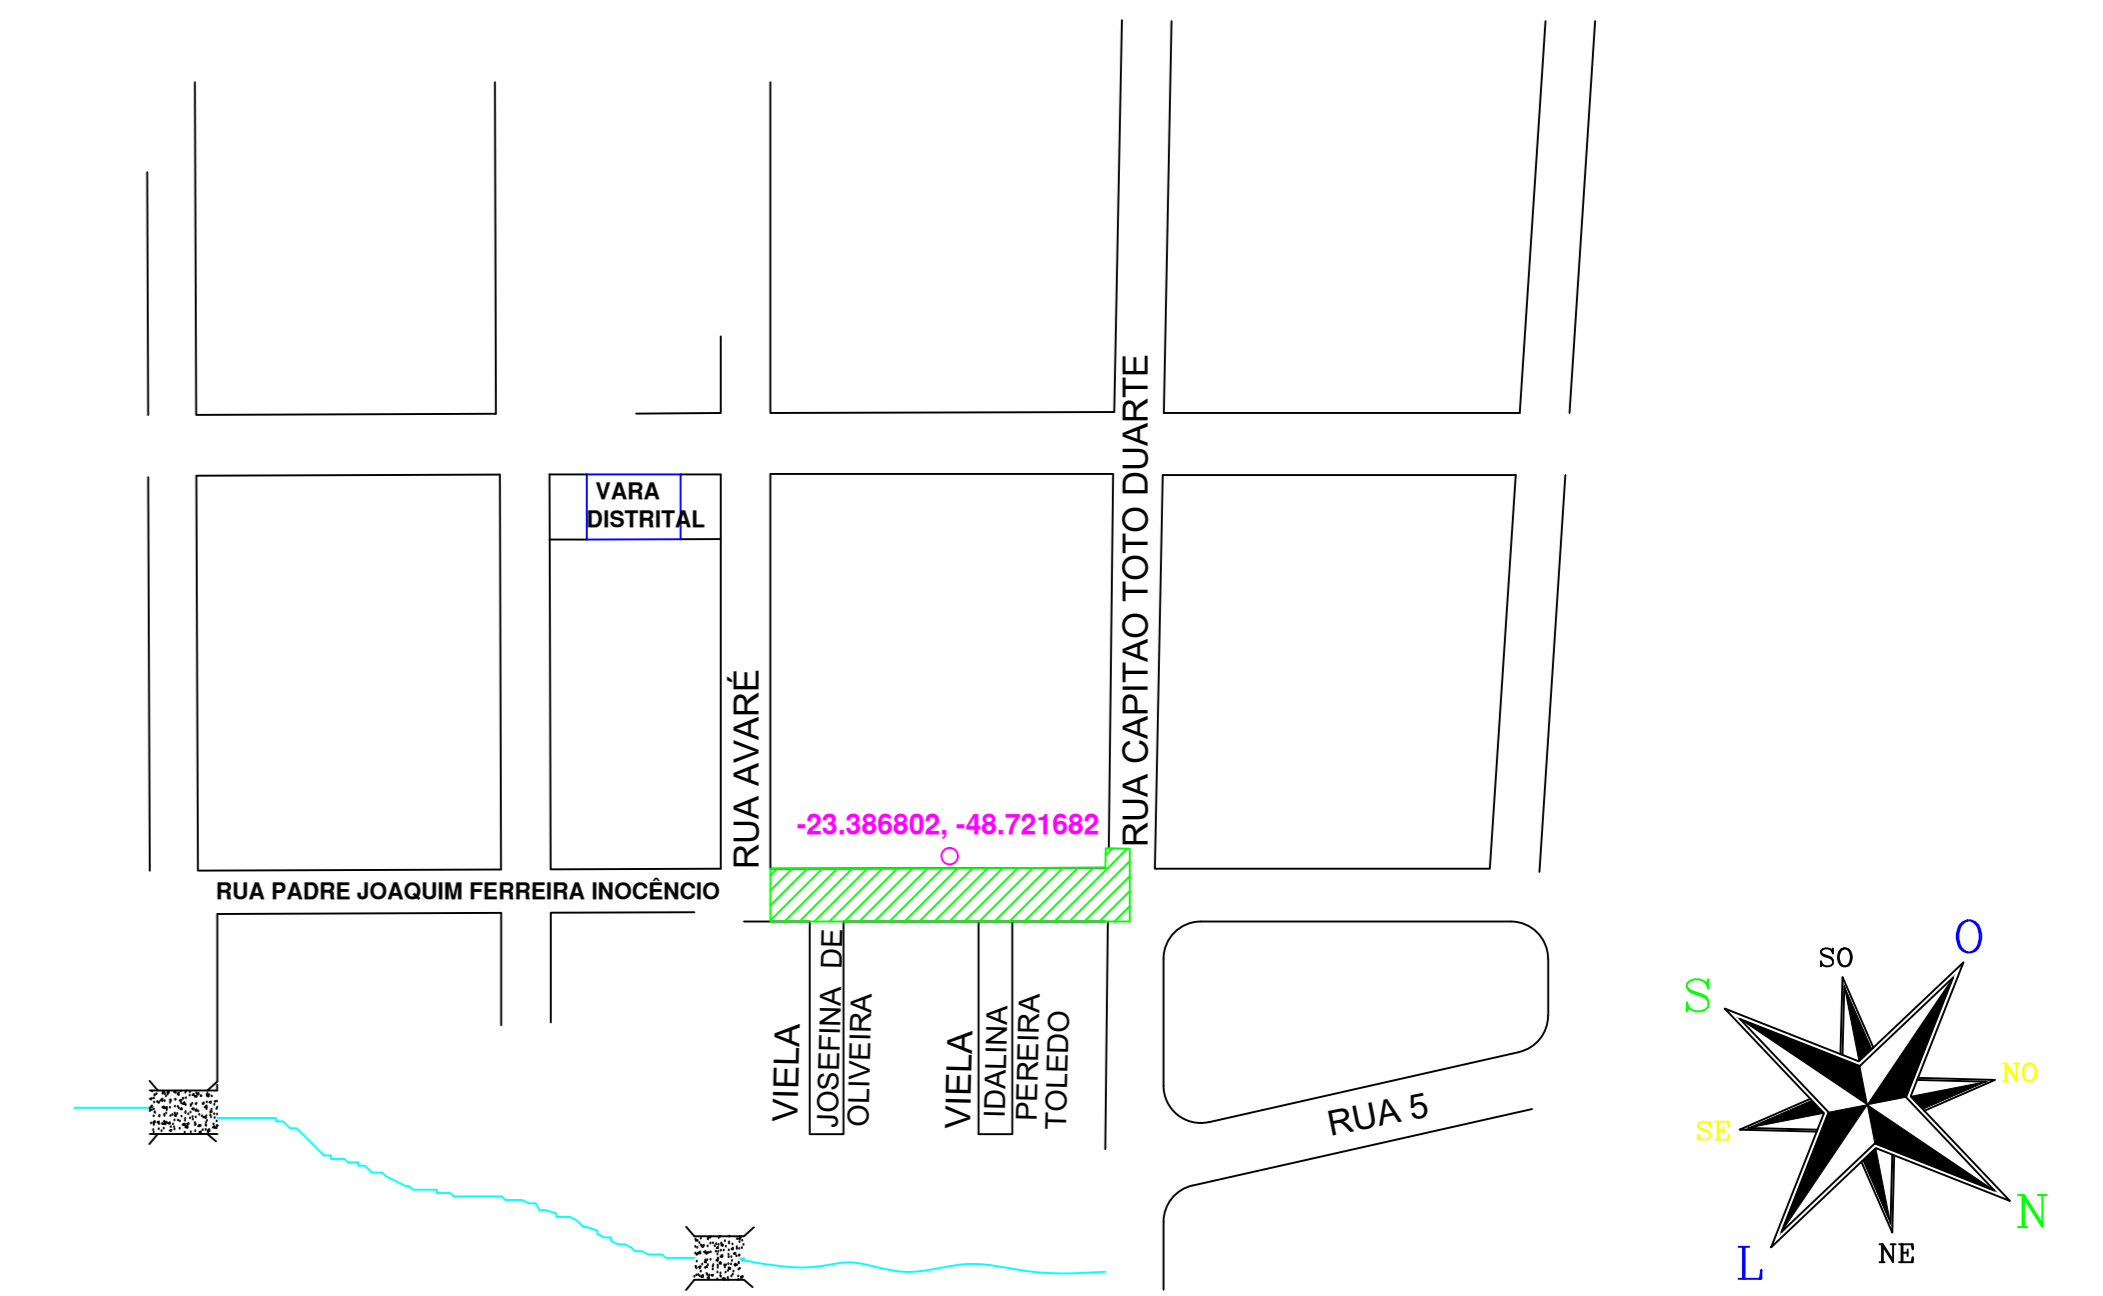 RUA CAPITAO TOTO DUARTE
VARA
DISTRITAL
RUA AVARÉ
-23.386802, -48.721682
RUA PADRE JOAQUIM FERREIRA INOCÊNCIO
VIELA
JOSEFINA DE
OLIVEIRA
VIELA
IDALINA
PEREIRA
TOLEDO
RUA 5
O
SO
S
NO
SE
N
NE
L